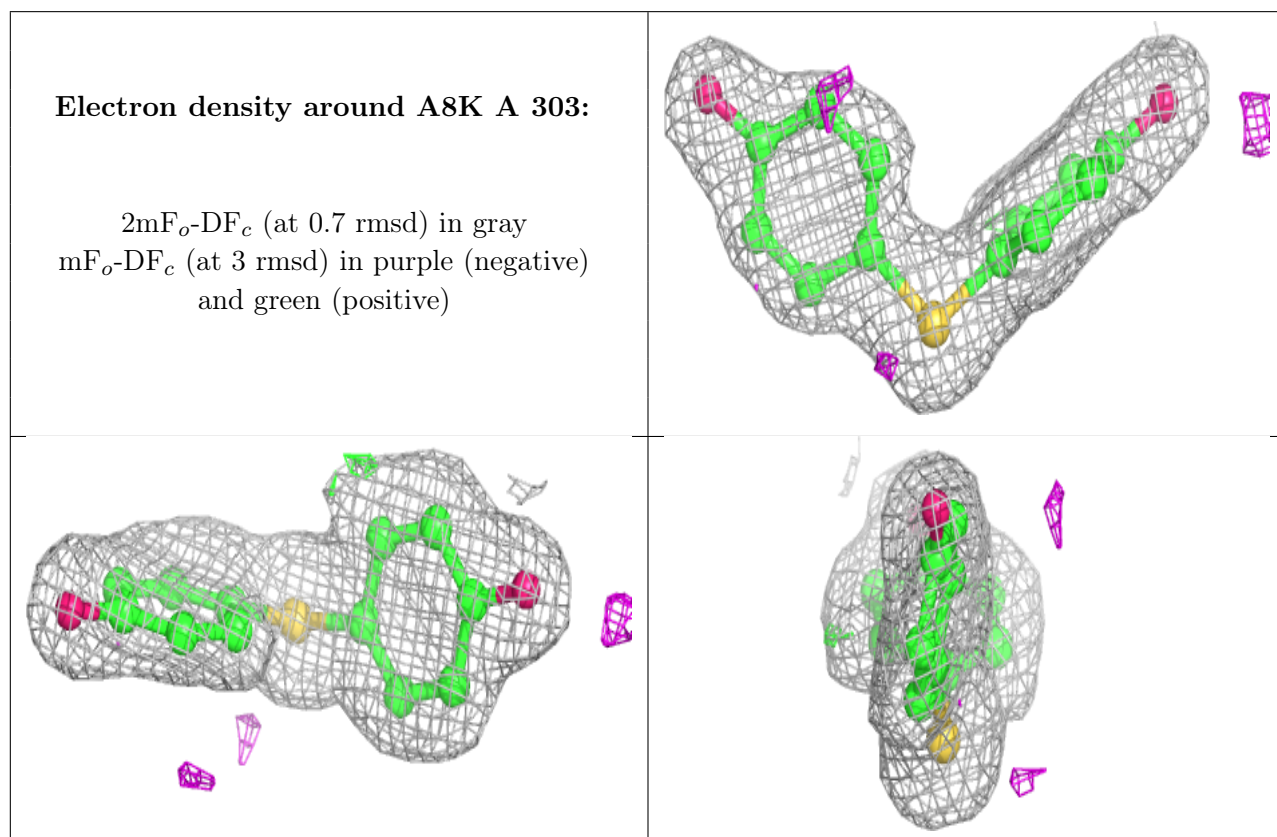 Electron density around A8K A 303:
2mFo-DFc (at 0.7 rmsd) in gray
mFo-DFc (at 3 rmsd) in purple (negative)
and green (positive)